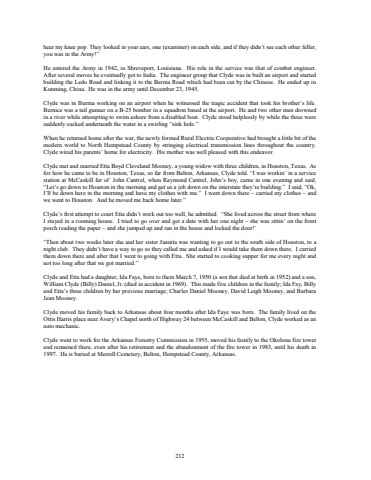 hear my knee pop. They looked in your ears, one (examiner) on each side, and if they didn't see each other feller,
you was in the Army!"
He entered the Army in 1942, in Shreveport, Louisiana. His role in the service was that of combat engineer.
After several moves he eventually got to India. The engineer group that Clyde was in built an airport and started
building the Ledo Road and linking it to the Burma Road which had been cut by the Chinese. He ended up in
Kunming, China. He was in the army until December 23, 1945.
Clyde was in Burma working on an airport when he witnessed the tragic accident that took his brother's life.
Bernice was a tail gunner on a B-25 bomber in a squadron based at the airport. He and two other men drowned
in a river while attempting to swim ashore from a disabled boat. Clyde stood helplessly by while the three were
suddenly sucked underneath the water in a swirling "sink hole."
When he returned home after the war, the newly formed Rural Electric Cooperative had brought a little bit of the
modern world to North Hempstead County by stringing electrical transmission lines throughout the country.
Clyde wired his parents' home for electricity. His mother was well pleased with this endeavor.
Clyde met and married Etta Boyd Cleveland Mooney, a young widow with three children, in Houston, Texas. As
for how he came to be in Houston, Texas, so far from Belton, Arkansas, Clyde told. "I was workin' in a service
station at McCaskill fer ol' John Cantrel, when Raymond Cantrel, John's boy, came in one evening and said,
"Let's go down to Houston in the morning and get us a job down on the interstate they're building." I said, "Ok,
I'll be down here in the morning and have my clothes with me." I went down there – carried my clothes – and
we went to Houston. And he moved back home later."
Clyde's first attempt to court Etta didn't work out too well, he admitted. "She lived across the street from where
I stayed in a rooming house. I tried to go over and get a date with her one night – she was sittin' on the front
porch reading the paper – and she jumped up and ran in the house and locked the door!'
"Then about two weeks later she and her sister Juanita was wanting to go out to the south side of Houston, to a
night club. They didn't have a way to go so they called me and asked if I would take them down there. I carried
them down there and after that I went to going with Etta. She started to cooking supper for me every night and
not too long after that we got married."
Clyde and Etta had a daughter, Ida Faye, born to them March 7, 1950 (a son that died at birth in 1952) and a son,
William Clyde (Billy) Daniel, Jr. (died in accident in 1969). This made five children in the family; Ida Fay, Billy
and Etta's three children by her previous marriage; Charles Daniel Mooney, David Leigh Mooney, and Barbara
Jean Mooney.
Clyde moved his family back to Arkansas about four months after Ida Faye was born. The family lived on the
Ottis Harris place near Avery's Chapel north of Highway 24 between McCaskill and Belton, Clyde worked as an
auto mechanic.
Clyde went to work for the Arkansas Forestry Commission in 1955, moved his family to the Okolona fire tower
and remained there, even after his retirement and the abandonment of the fire tower in 1983, until his death in
1997. He is buried at Merrell Cemetery, Belton, Hempstead County, Arkansas.
212